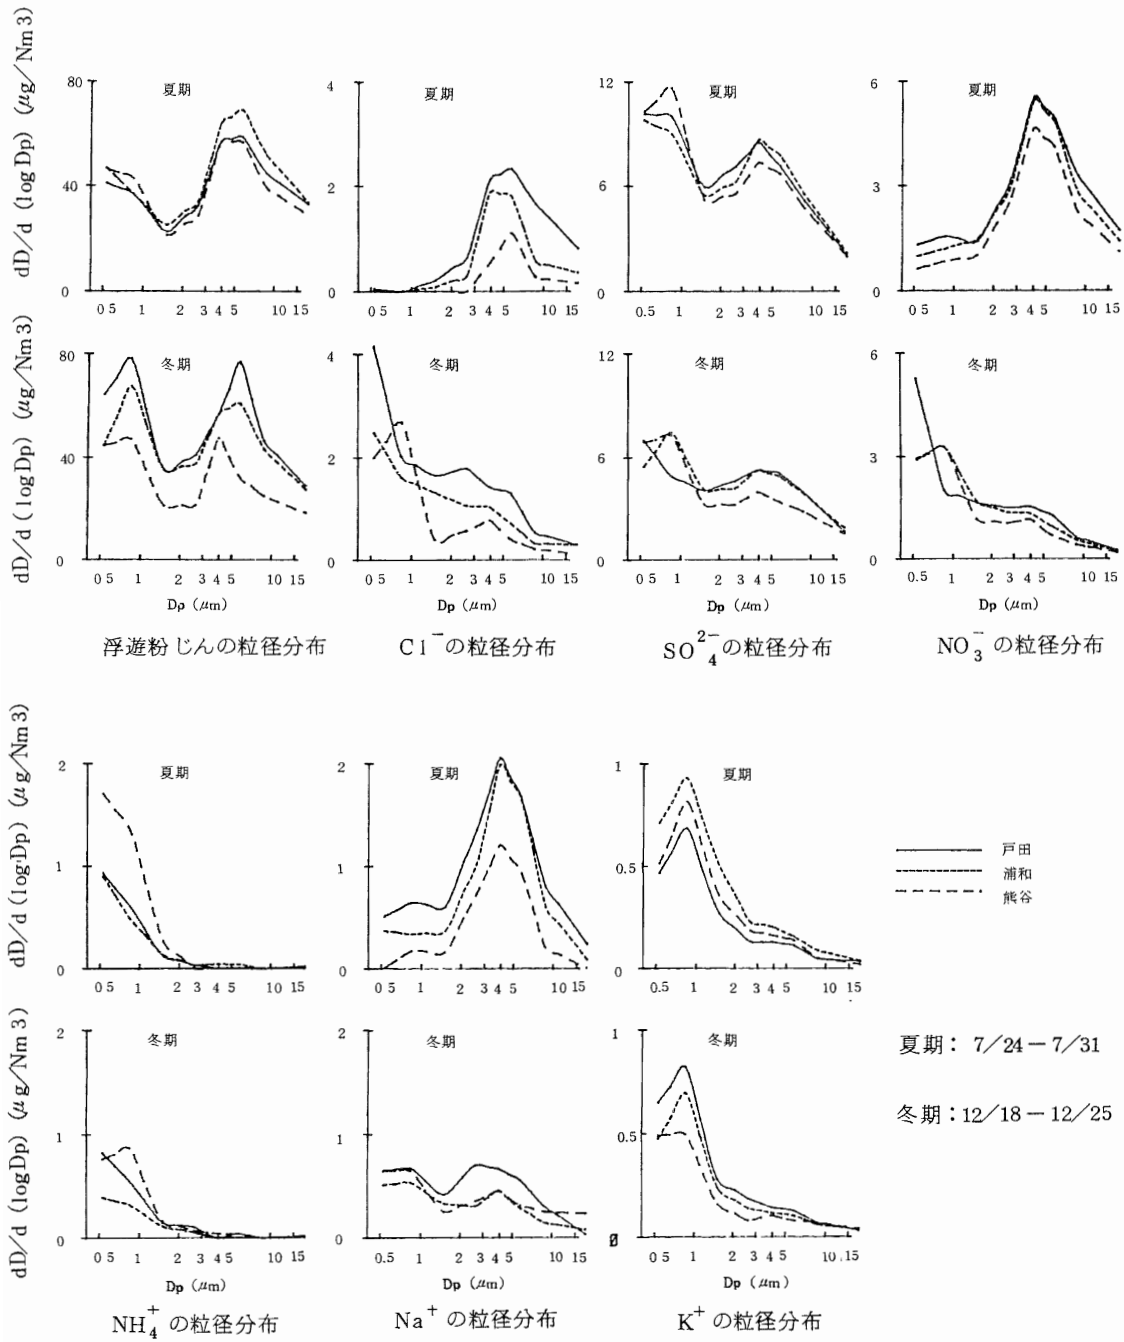 dD/d (log Dp) (μg/Nm3)
80
40
0
夏期
0 5 1 2 3 4 5 10 15
4
2
0
夏期
0 5 1 2 3 4 5 10 15
12
6
0
夏期
0.5 1 2 3 4 5 10 15
6
3
0
夏期
0 5 1 2 3 4 5 10 15
dD/d (log Dp) (μg/Nm3)
80
40
0
冬期
0 5 1 2 3 4 5 10 15
Dp (μm)
浮遊粉じんの粒径分布
4
2
0
冬期
0.5 1 2 3 4 5 10 15
Dp (μm)
Cl⁻の粒径分布
12
6
0
冬期
0.5 1 2 3 4 5 10 15
Dp (μm)
SO₄²⁻の粒径分布
6
3
0
冬期
0 5 1 2 3 4 5 10 15
Dp (μm)
NO₃⁻の粒径分布
dD/d (log Dp) (μg/Nm3)
2
1
0
夏期
0 5 1 2 3 4 5 10 15
2
1
0
夏期
0 5 1 2 3 4 5 10 15
1
0.5
0
夏期
0.5 1 2 3 4 5 10 15
戸田
浦和
熊谷
dD/d (logDp) (μg/Nm3)
2
1
0
冬期
0 5 1 2 3 4 5 10 15
Dp (μm)
NH₄⁺の粒径分布
2
1
0
冬期
0 5 1 2 3 4 5 10 15
Dp (μm)
Na⁺の粒径分布
1
0.5
0
冬期
0 5 1 2 3 4 5 10 15
Dp (μm)
K⁺の粒径分布
夏期：7/24－7/31
冬期：12/18－12/25